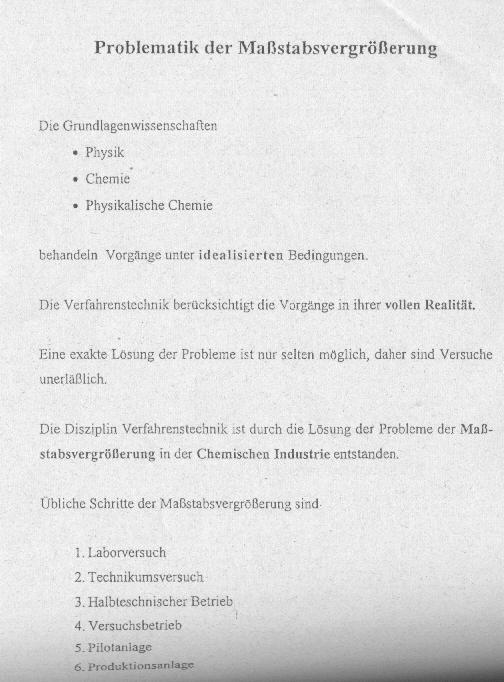 Problematik der Maßstabsvergrößerung
Die Grundlagenwissenschaften
• Physik
• Chemie
• Physikalische Chemie
behandeln Vorgänge unter idealisierten Bedingungen.
Die Verfahrenstechnik berücksichtigt die Vorgänge in ihrer vollen Realität.
Eine exakte Lösung der Probleme ist nur selten möglich, daher sind Versuche
unerläßlich.
Die Disziplin Verfahrenstechnik ist durch die Lösung der Probleme der Maß-
stabsvergrößerung in der Chemischen Industrie entstanden.
Übliche Schritte der Maßstabsvergrößerung sind
1. Laborversuch
2. Technikumsversuch
3. Halbteschnischer Betrieb
4. Versuchsbetrieb
5. Pilotanlage
6. Produktionsanlage